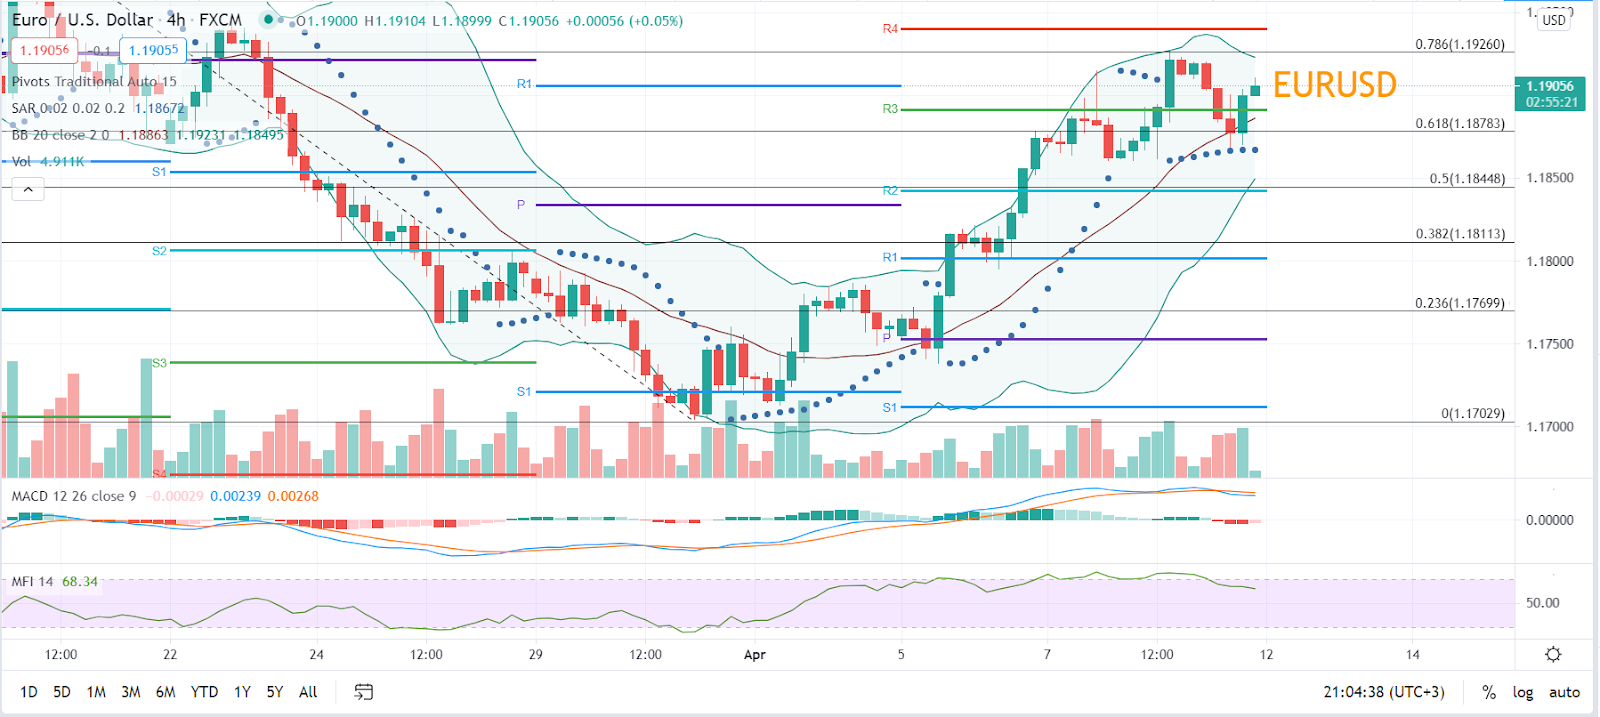 Euro / U.S. Dollar · 4h · FXCM O1.19000 H1.19104 L1.18999 C1.19056 +0.00056 (+0.05%)
USD
1.19056 -0.1 1.19055
Pivots Traditional Auto 15
SAR 0.02 0.02 0.2 1.18672
BB 20 close 2 0 1.18863 1.19231 1.18495
Vol 4.911K
R4
0.786(1.19260)
EURUSD
R1
1.19056
02:55:21
R3
0.618(1.18783)
S1
0.5(1.18448)
1.18500
R2
P
0.382(1.18113)
S2
R1
1.18000
0.236(1.17699)
P
1.17500
S3
S1
S1
0(1.17029)
1.17000
S4
MACD 12 26 close 9 -0.00029 0.00239 0.00268
0.00000
MFI 14 68.34
50.00
12:00 22 24 12:00 29 12:00 Apr 5 7 12:00 12 14
1D 5D 1M 3M 6M YTD 1Y 5Y All 21:04:38 (UTC+3) % log auto